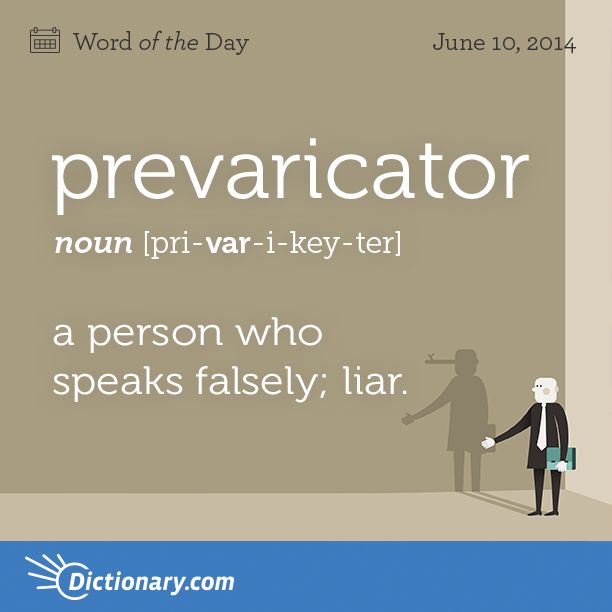 Word of the Day
June 10, 2014
prevaricator
noun [pri-var-i-key-ter]
a person who
speaks falsely; liar.
Dictionary.com